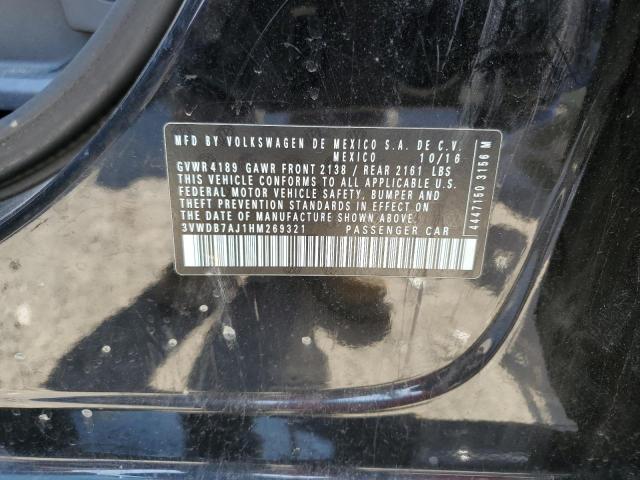 MFD BY VOLKSWAGEN DE MEXICO S.A. DE C.V.
MEXICO 10/16
GVWR 4189 GAWR FRONT 2138 / REAR 2161 LBS
THIS VEHICLE CONFORMS TO ALL APPLICABLE U.S.
FEDERAL MOTOR VEHICLE SAFETY, BUMPER AND
THEFT PREVENTION STANDARDS IN EFFECT ON
THE DATE OF MANUFACTURE SHOWN ABOVE.
3VWDB7AJ1HM269321 PASSENGER CAR
4447150 3156 M